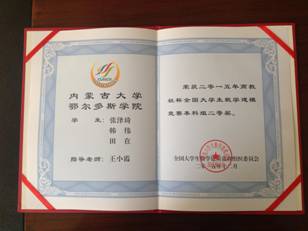 内蒙古大学
鄂尔多斯学院
学 生：张泽琦
韩伟
田在
指导老师：王小霞
荣获二零一五年高教
社杯全国大学生数学建模
竞赛本科组二等奖。
全国大学生数学建模竞赛组织委员会